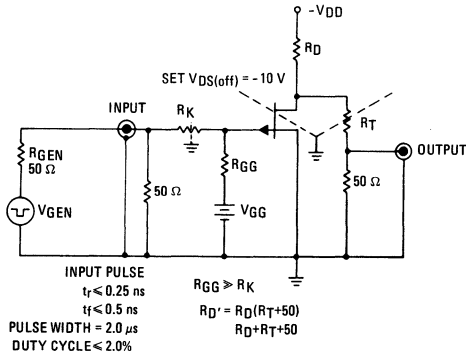 -VDD
RD
SET VDS(off) = -10 V
INPUT
RK
RT
OUTPUT
RGEN
50 Ω
RGG
50 Ω
50 Ω
VGEN
VGG
INPUT PULSE
tr ≤ 0.25 ns
tf ≤ 0.5 ns
PULSE WIDTH = 2.0 μs
DUTY CYCLE ≤ 2.0%
RGG ≫ RK
RD' = RD(RT+50)
RD+RT+50